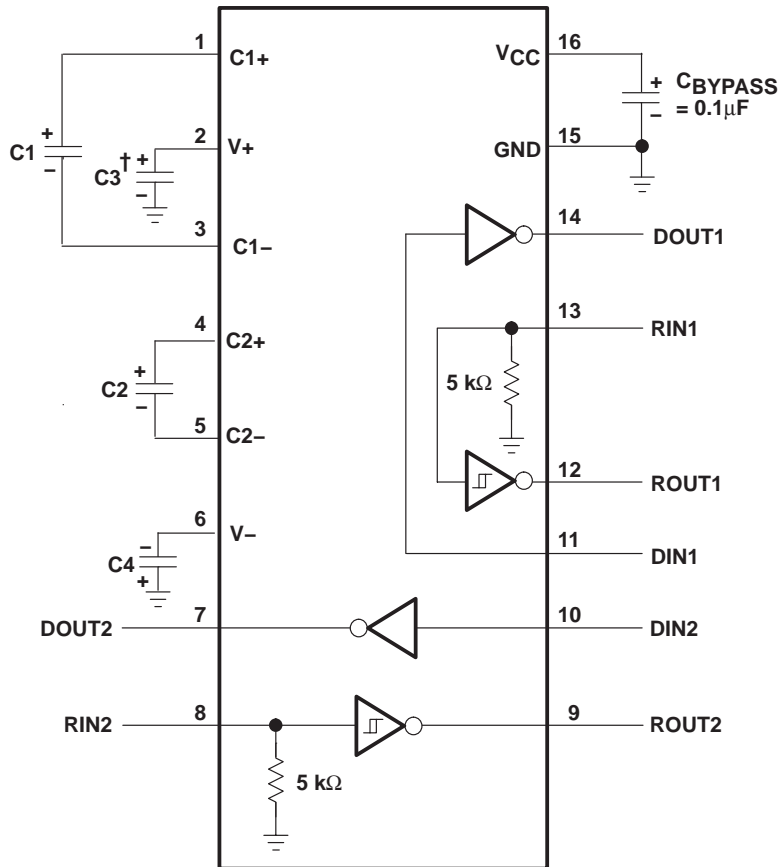 1
C1+
VCC
16
+
CBYPASS
= 0.1μF
–
2
V+
15
GND
+
C1
–
C3†
+
–
14
DOUT1
3
C1–
13
RIN1
4
C2+
5 kΩ
+
C2
–
5
C2–
12
ROUT1
6
V–
11
DIN1
–
C4
+
DOUT2
7
10
DIN2
RIN2
8
9
ROUT2
5 kΩ